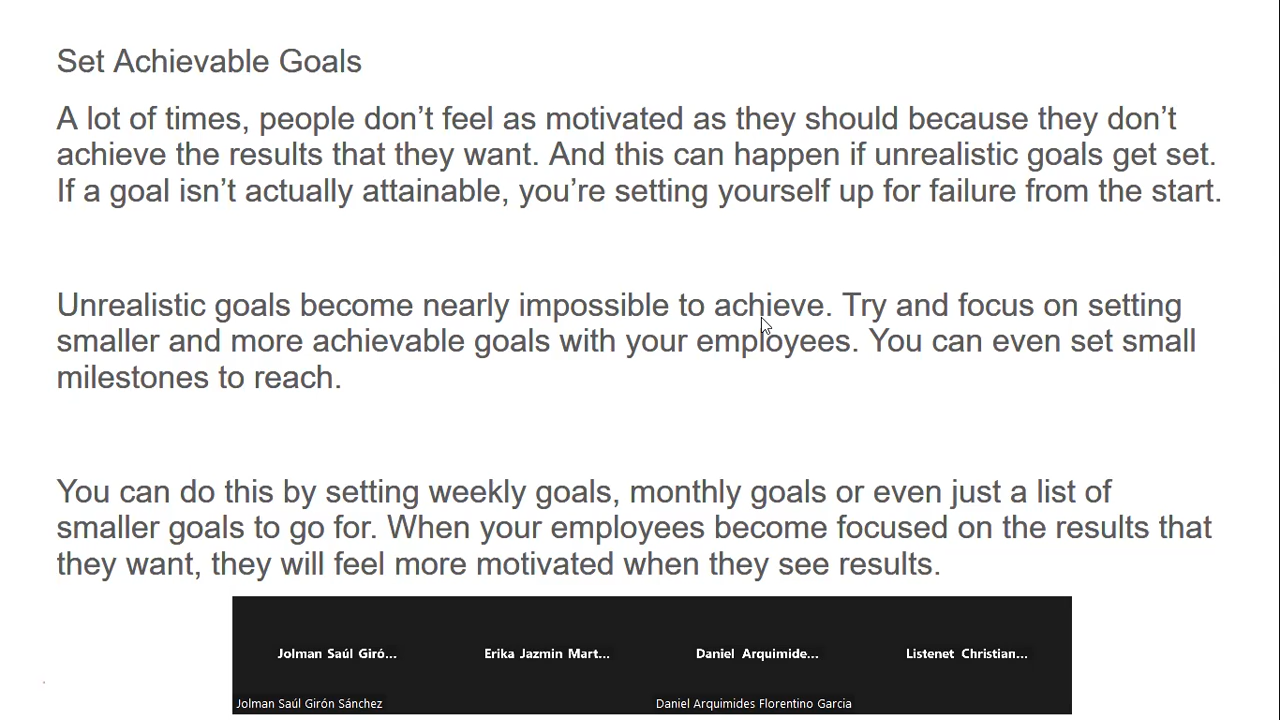 Set Achievable Goals
A lot of times, people don’t feel as motivated as they should because they don’t
achieve the results that they want. And this can happen if unrealistic goals get set.
If a goal isn’t actually attainable, you’re setting yourself up for failure from the start.
Unrealistic goals become nearly impossible to achieve. Try and focus on setting
smaller and more achievable goals with your employees. You can even set small
milestones to reach.
You can do this by setting weekly goals, monthly goals or even just a list of
smaller goals to go for. When your employees become focused on the results that
they want, they will feel more motivated when they see results.
Jolman Saúl Giró... Erika Jazmin Mart... Daniel Arquimide... Listenet Christian...
Jolman Saúl Girón Sánchez Daniel Arquimides Florentino Garcia